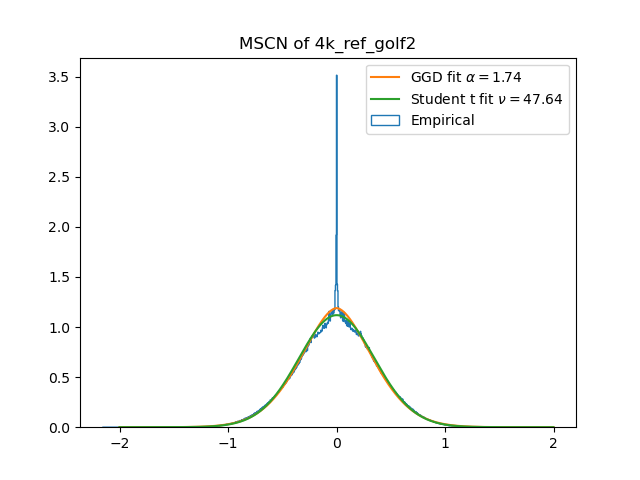 MSCN of 4k_ref_golf2
GGD fit α = 1.74
Student t fit ν = 47.64
Empirical
3.5
3.0
2.5
2.0
1.5
1.0
0.5
0.0
−2 −1 0 1 2